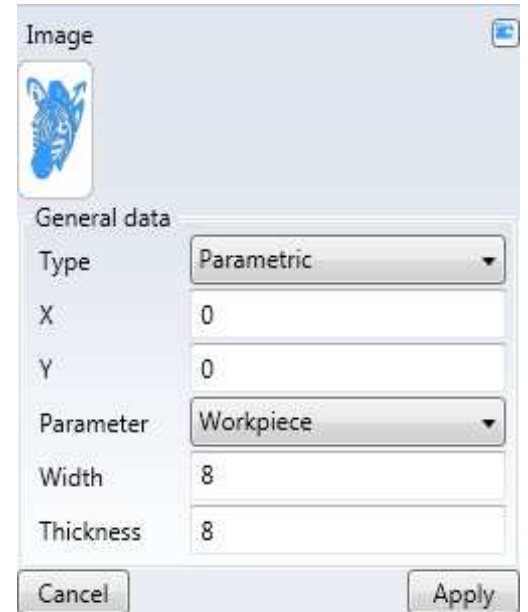 Image
General data
Type Parametric
X 0
Y 0
Parameter Workpiece
Width 8
Thickness 8
Cancel Apply